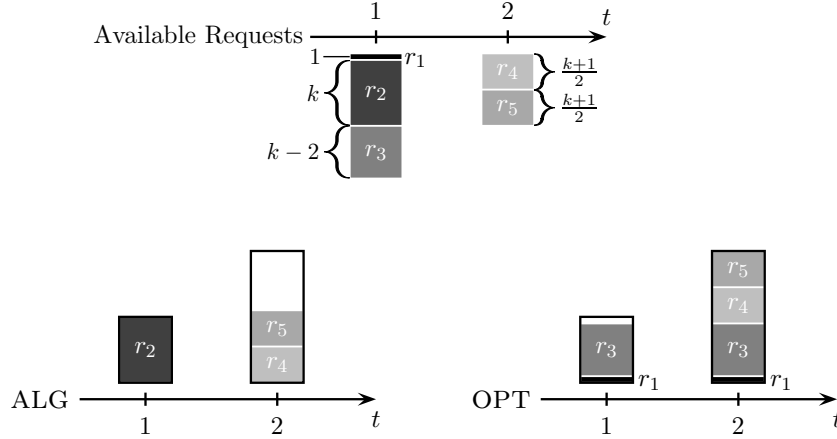 1 2 t
Available Requests
1 r₁
k r₂ r₄ (k+1)/2
r₅ (k+1)/2
k − 2 r₃
r₅ r₅
r₂ r₄ r₃ r₄ r₃
r₁ r₁
ALG OPT
1 2 t 1 2 t